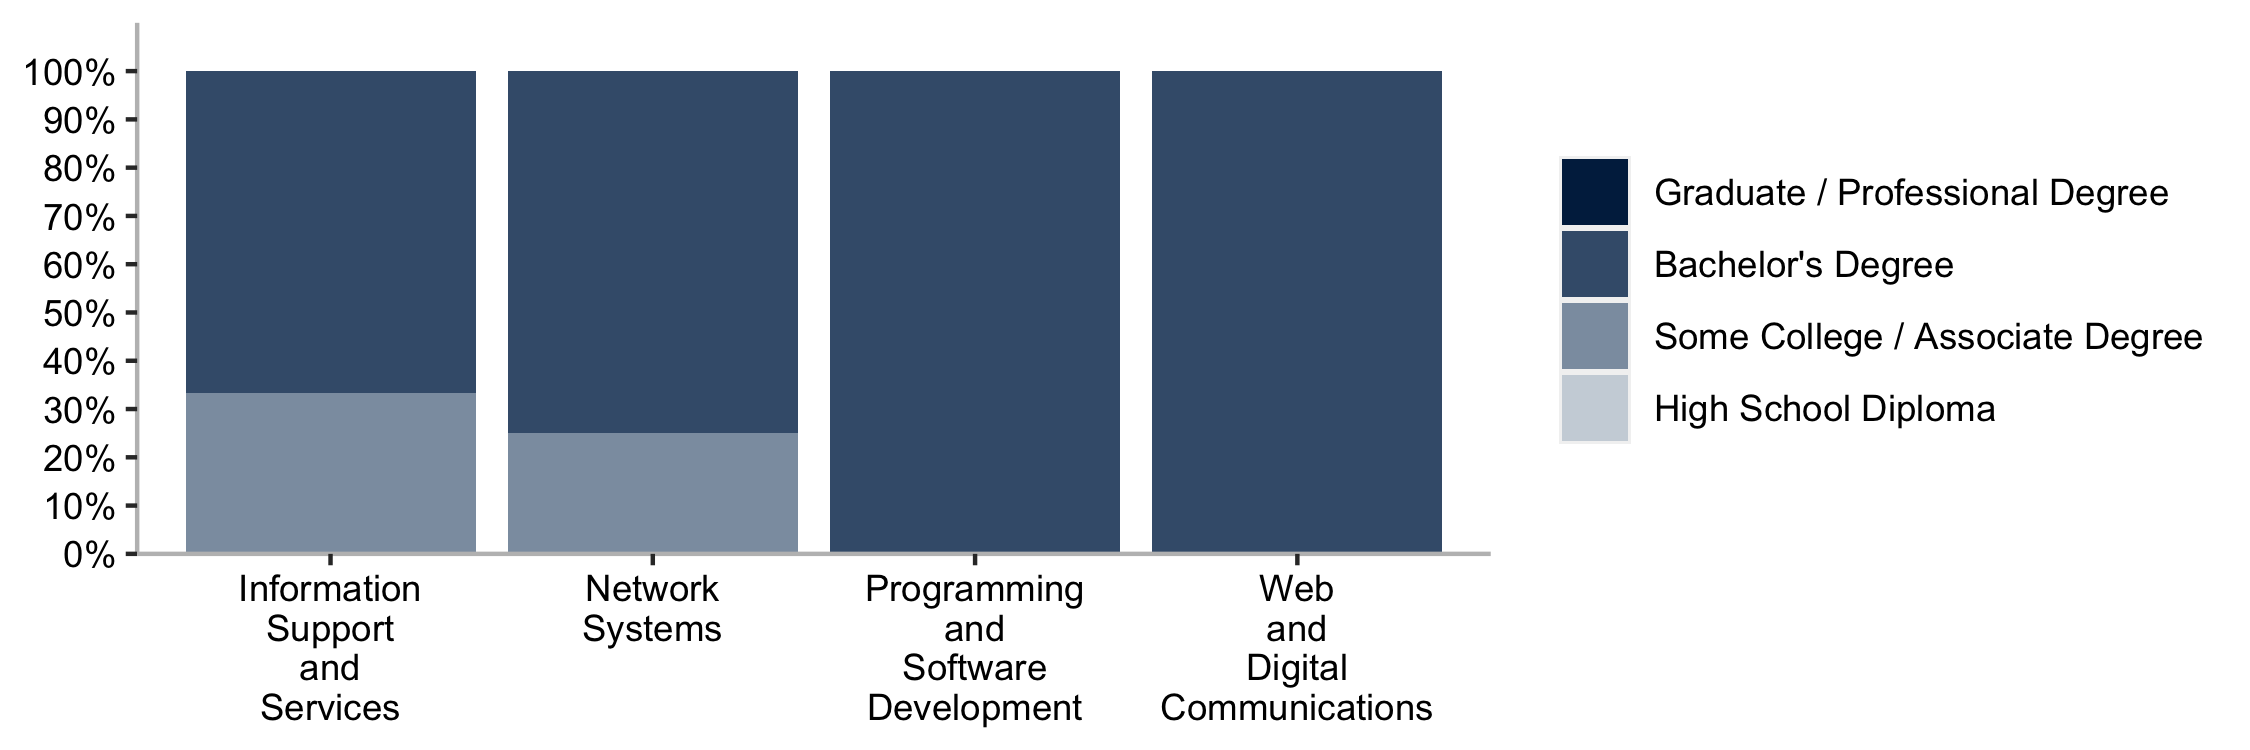 100%
90%
80%
70%
60%
50%
40%
30%
20%
10%
0%
Information
Support
and
Services
Network
Systems
Programming
and
Software
Development
Web
and
Digital
Communications
Graduate / Professional Degree
Bachelor's Degree
Some College / Associate Degree
High School Diploma